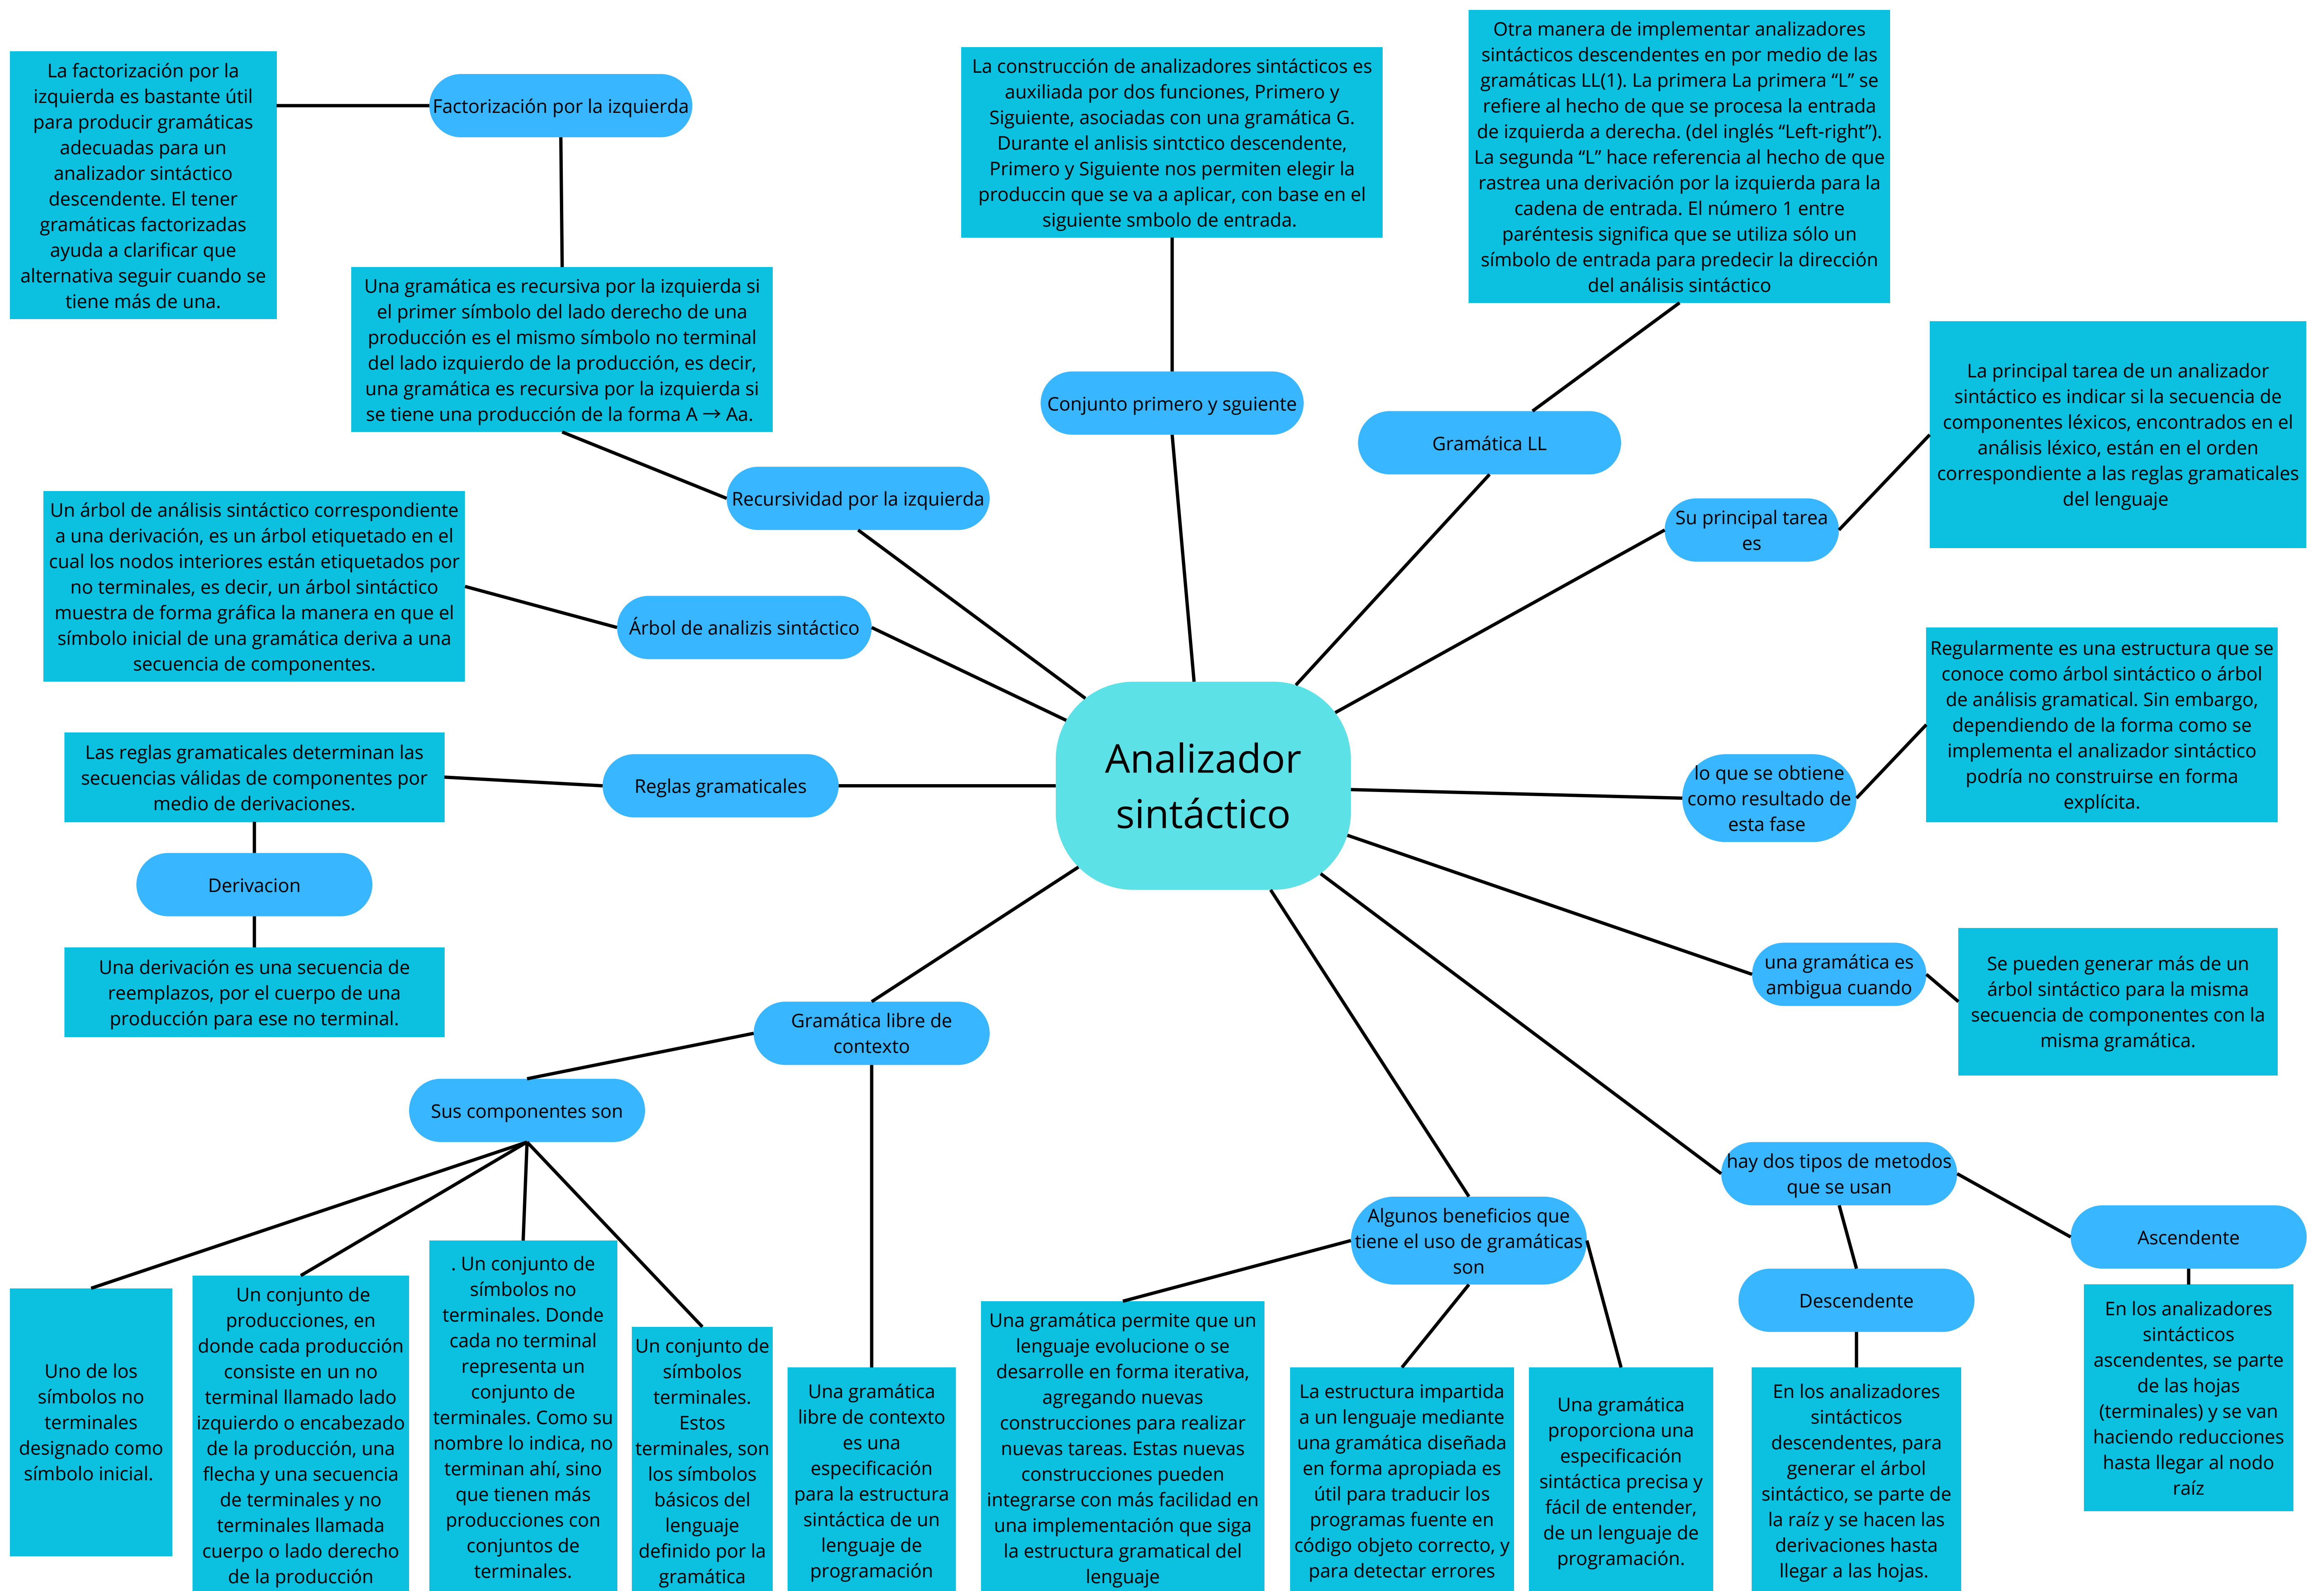 La factorización por la
izquierda es bastante útil
para producir gramáticas
adecuadas para un
analizador sintáctico
descendente. El tener
gramáticas factorizadas
ayuda a clarificar que
alternativa seguir cuando se
tiene más de una.
Factorización por la izquierda
Una gramática es recursiva por la izquierda si
el primer símbolo del lado derecho de una
producción es el mismo símbolo no terminal
del lado izquierdo de la producción, es decir,
una gramática es recursiva por la izquierda si
se tiene una producción de la forma A → Aa.
Recursividad por la izquierda
La construcción de analizadores sintácticos es
auxiliada por dos funciones, Primero y
Siguiente, asociadas con una gramática G.
Durante el anlisis sintctico descendente,
Primero y Siguiente nos permiten elegir la
produccin que se va a aplicar, con base en el
siguiente smbolo de entrada.
Conjunto primero y sguiente
Otra manera de implementar analizadores
sintácticos descendentes en por medio de las
gramáticas LL(1). La primera La primera “L” se
refiere al hecho de que se procesa la entrada
de izquierda a derecha. (del inglés “Left-right”).
La segunda “L” hace referencia al hecho de que
rastrea una derivación por la izquierda para la
cadena de entrada. El número 1 entre
paréntesis significa que se utiliza sólo un
símbolo de entrada para predecir la dirección
del análisis sintáctico
Gramática LL
La principal tarea de un analizador
sintáctico es indicar si la secuencia de
componentes léxicos, encontrados en el
análisis léxico, están en el orden
correspondiente a las reglas gramaticales
del lenguaje
Su principal tarea
es
Un árbol de análisis sintáctico correspondiente
a una derivación, es un árbol etiquetado en el
cual los nodos interiores están etiquetados por
no terminales, es decir, un árbol sintáctico
muestra de forma gráfica la manera en que el
símbolo inicial de una gramática deriva a una
secuencia de componentes.
Árbol de analizis sintáctico
Analizador
sintáctico
Regularmente es una estructura que se
conoce como árbol sintáctico o árbol
de análisis gramatical. Sin embargo,
dependiendo de la forma como se
implementa el analizador sintáctico
podría no construirse en forma
explícita.
lo que se obtiene
como resultado de
esta fase
Las reglas gramaticales determinan las
secuencias válidas de componentes por
medio de derivaciones.
Reglas gramaticales
Derivacion
Una derivación es una secuencia de
reemplazos, por el cuerpo de una
producción para ese no terminal.
una gramática es
ambigua cuando
Se pueden generar más de un
árbol sintáctico para la misma
secuencia de componentes con la
misma gramática.
Gramática libre de
contexto
Sus componentes son
Uno de los
símbolos no
terminales
designado como
símbolo inicial.
Un conjunto de
producciones, en
donde cada producción
consiste en un no
terminal llamado lado
izquierdo o encabezado
de la producción, una
flecha y una secuencia
de terminales y no
terminales llamada
cuerpo o lado derecho
de la producción
. Un conjunto de
símbolos no
terminales. Donde
cada no terminal
representa un
conjunto de
terminales. Como su
nombre lo indica, no
terminan ahí, sino
que tienen más
producciones con
conjuntos de
terminales.
Un conjunto de
símbolos
terminales.
Estos
terminales, son
los símbolos
básicos del
lenguaje
definido por la
gramática
Una gramática
libre de contexto
es una
especificación
para la estructura
sintáctica de un
lenguaje de
programación
Algunos beneficios que
tiene el uso de gramáticas
son
Una gramática permite que un
lenguaje evolucione o se
desarrolle en forma iterativa,
agregando nuevas
construcciones para realizar
nuevas tareas. Estas nuevas
construcciones pueden
integrarse con más facilidad en
una implementación que siga
la estructura gramatical del
lenguaje
La estructura impartida
a un lenguaje mediante
una gramática diseñada
en forma apropiada es
útil para traducir los
programas fuente en
código objeto correcto, y
para detectar errores
Una gramática
proporciona una
especificación
sintáctica precisa y
fácil de entender,
de un lenguaje de
programación.
hay dos tipos de metodos
que se usan
Descendente
En los analizadores
sintácticos
descendentes, para
generar el árbol
sintáctico, se parte de
la raíz y se hacen las
derivaciones hasta
llegar a las hojas.
Ascendente
En los analizadores
sintácticos
ascendentes, se parte
de las hojas
(terminales) y se van
haciendo reducciones
hasta llegar al nodo
raíz